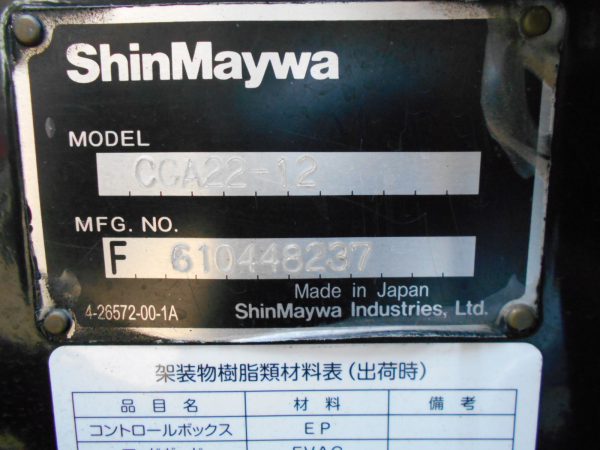 ShinMaywa
MODEL
CGA22-12
MFG. NO.
F 610448237
Made in Japan
4-26572-00-1A ShinMaywa Industries, Ltd.
架装物樹脂類材料表(出荷時)
品目名 材料 備考
コントロールボックス EP